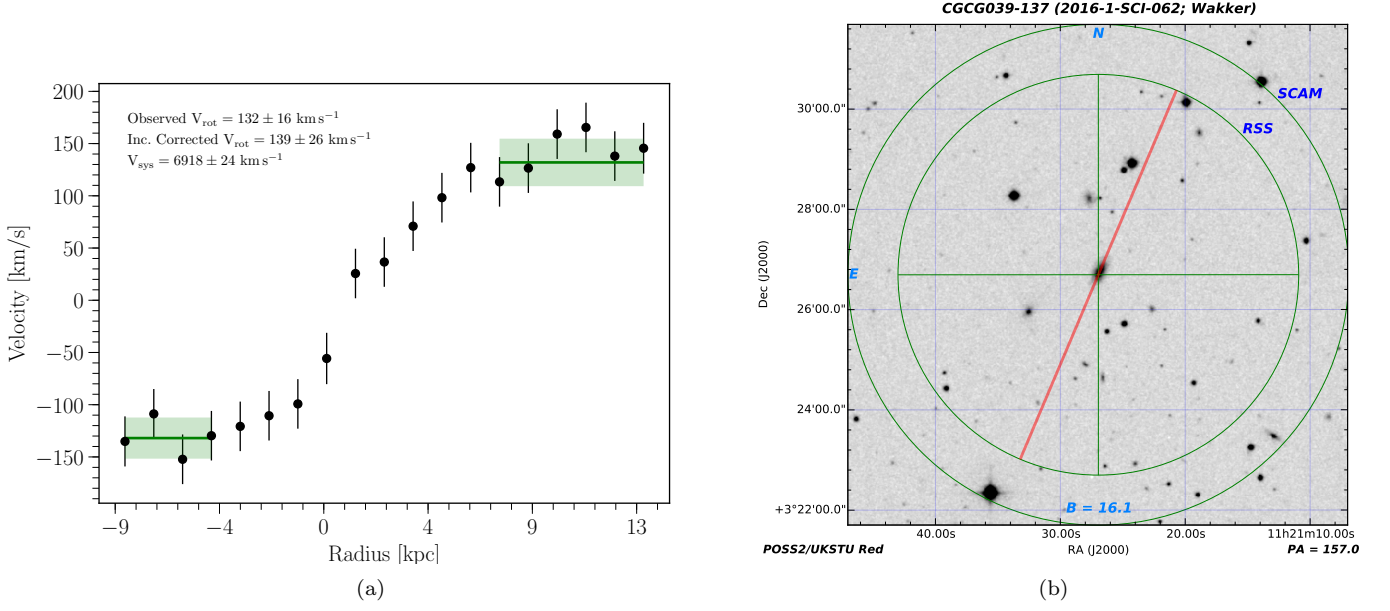 CGCG039-137 (2016-1-SCI-062; Wakker)
200
150
100
50
0
−50
−100
−150
Velocity [km/s]
Observed Vrot = 132 ± 16 km s−1
Inc. Corrected Vrot = 139 ± 26 km s−1
Vsys = 6918 ± 24 km s−1
−9
−4
0
4
9
13
Radius [kpc]
(a)
N
SCAM
RSS
E
30'00.0"
28'00.0"
26'00.0"
24'00.0"
+3°22'00.0"
Dec (J2000)
B = 16.1
40.00s
30.00s
20.00s
11h21m10.00s
POSS2/UKSTU Red
RA (J2000)
PA = 157.0
(b)